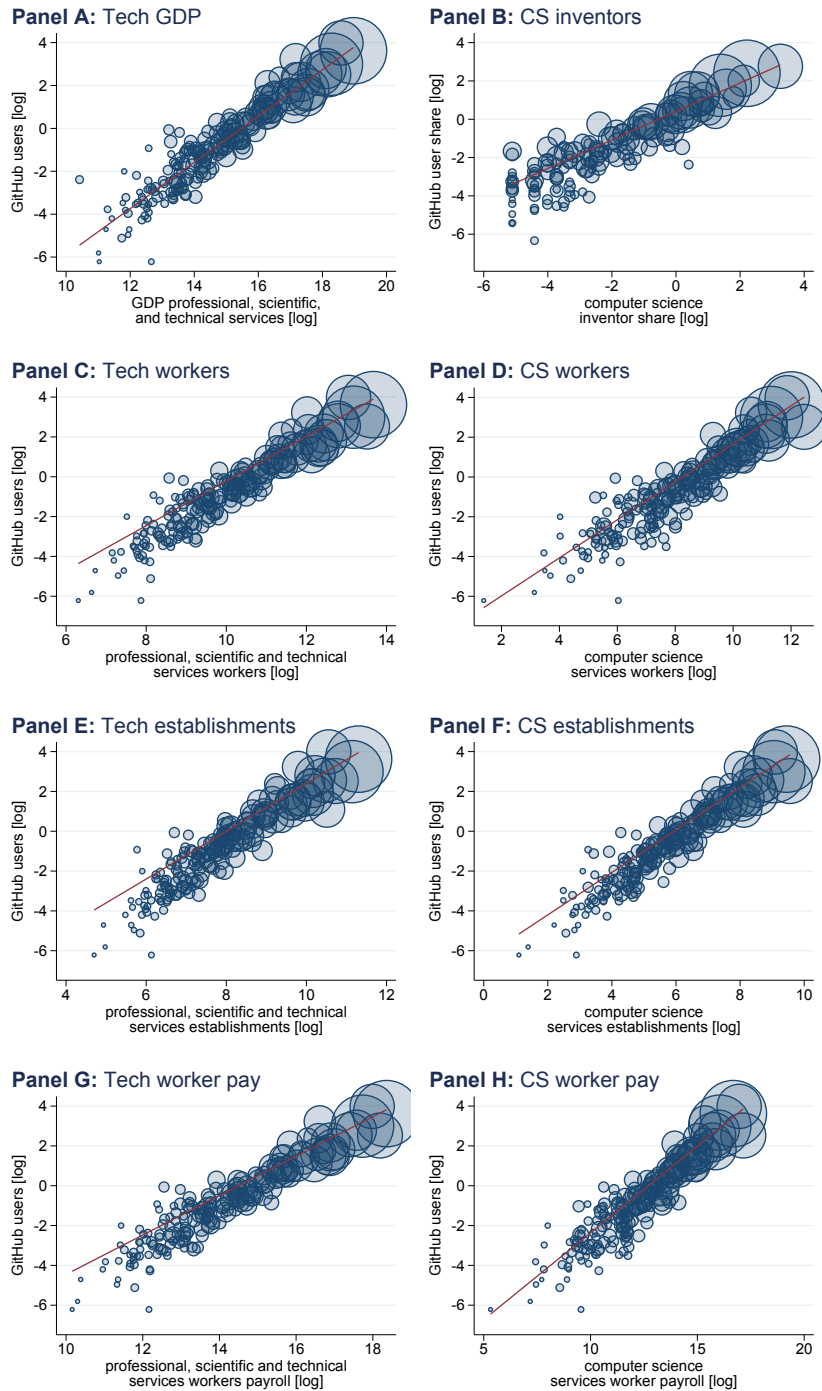 Panel A: Tech GDP
4
2
0
-2
-4
-6
GitHub users [log]
10 12 14 16 18 20
GDP professional, scientific,
and technical services [log]
Panel B: CS inventors
4
2
0
-2
-4
-6
GitHub user share [log]
-6 -4 -2 0 2 4
computer science
inventor share [log]
Panel C: Tech workers
4
2
0
-2
-4
-6
GitHub users [log]
6 8 10 12 14
professional, scientific and technical
services workers [log]
Panel D: CS workers
4
2
0
-2
-4
-6
GitHub users [log]
2 4 6 8 10 12
computer science
services workers [log]
Panel E: Tech establishments
4
2
0
-2
-4
-6
GitHub users [log]
4 6 8 10 12
professional, scientific and technical
services establishments [log]
Panel F: CS establishments
4
2
0
-2
-4
-6
GitHub users [log]
0 2 4 6 8 10
computer science
services establishments [log]
Panel G: Tech worker pay
4
2
0
-2
-4
-6
GitHub users [log]
10 12 14 16 18
professional, scientific and technical
services workers payroll [log]
Panel H: CS worker pay
4
2
0
-2
-4
-6
GitHub users [log]
5 10 15 20
computer science
services worker payroll [log]